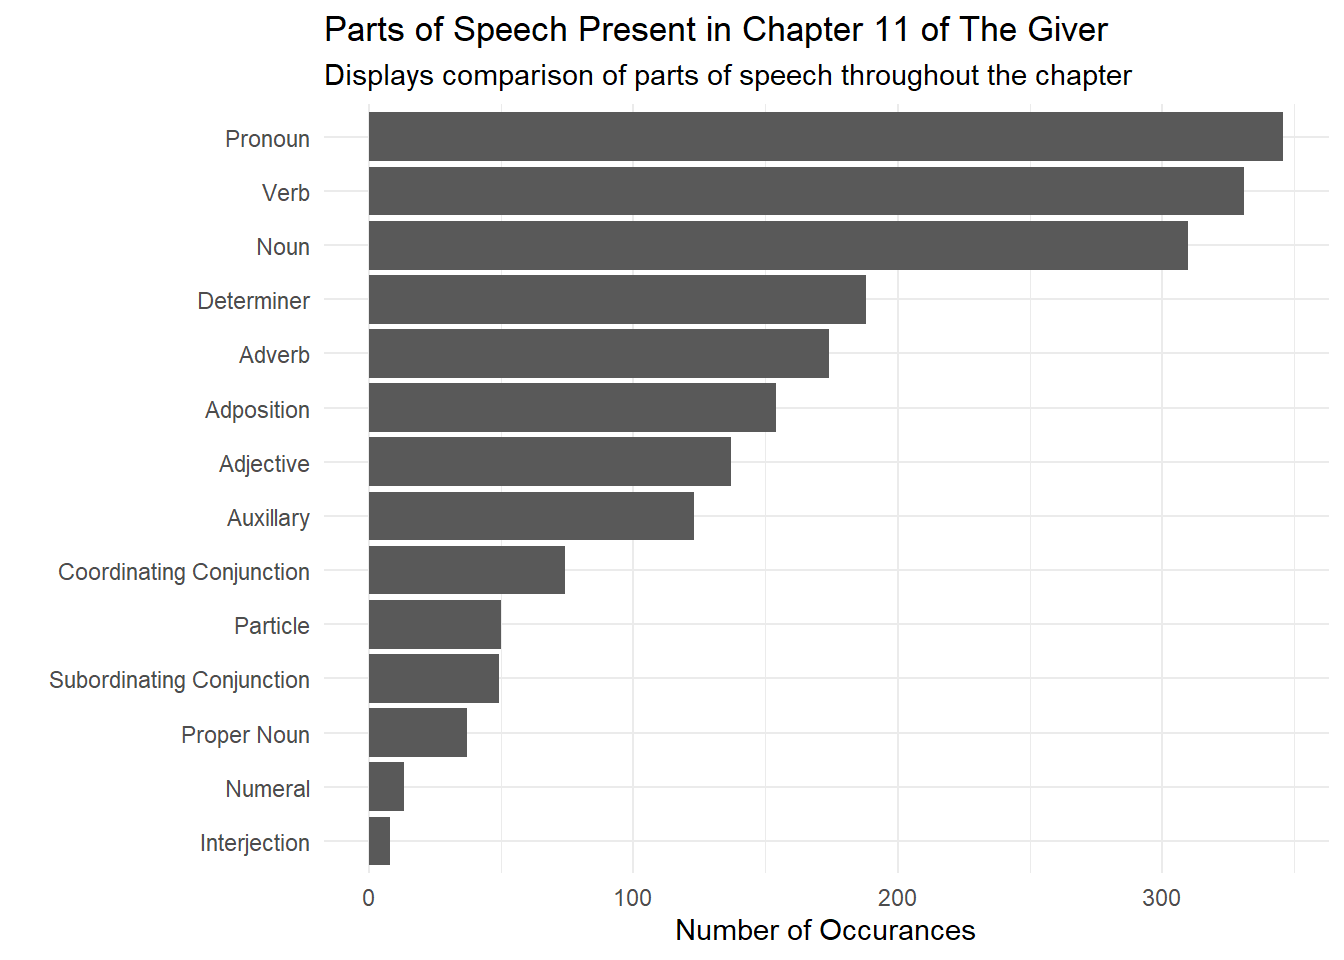 Parts of Speech Present in Chapter 11 of The Giver
Displays comparison of parts of speech throughout the chapter
Pronoun
Verb
Noun
Determiner
Adverb
Adposition
Adjective
Auxillary
Coordinating Conjunction
Particle
Subordinating Conjunction
Proper Noun
Numeral
Interjection
0 100 200 300
Number of Occurances